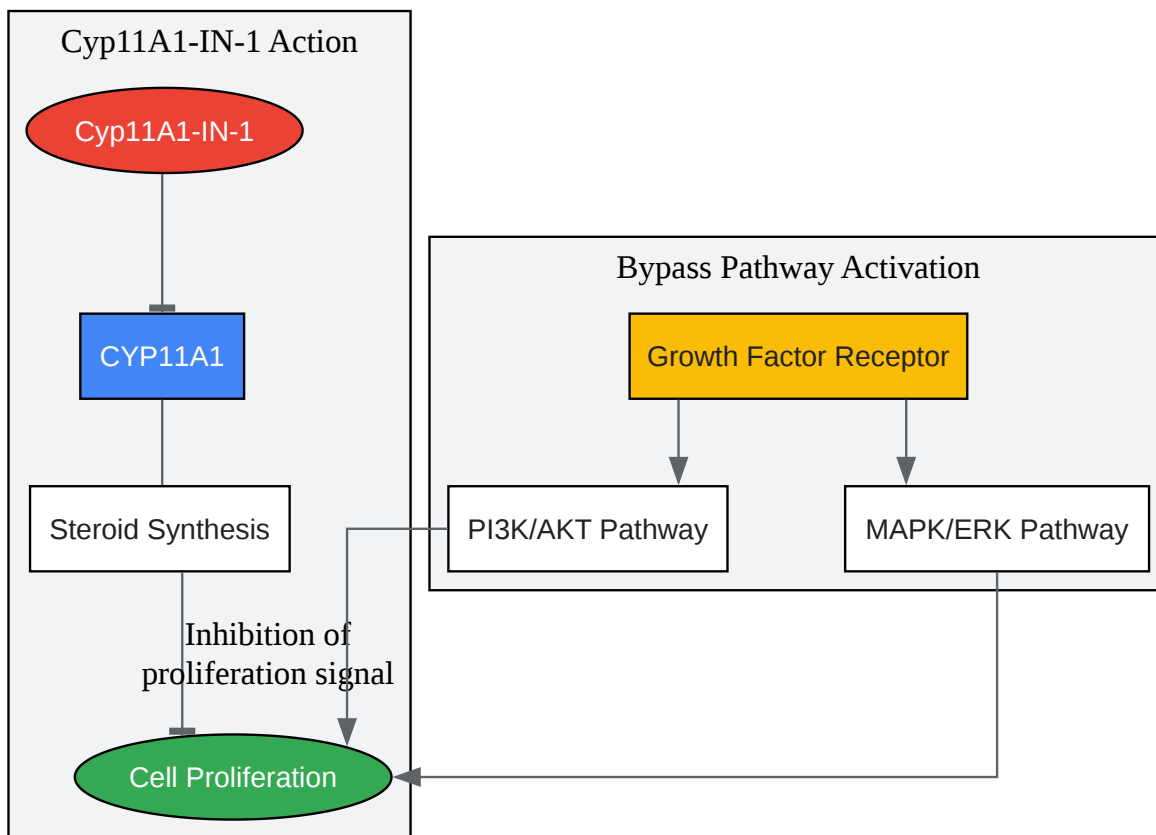 Cyp11A1-IN-1 Action
Cyp11A1-IN-1
CYP11A1
Steroid Synthesis
Inhibition of
proliferation signal
Cell Proliferation
Bypass Pathway Activation
Growth Factor Receptor
PI3K/AKT Pathway
MAPK/ERK Pathway